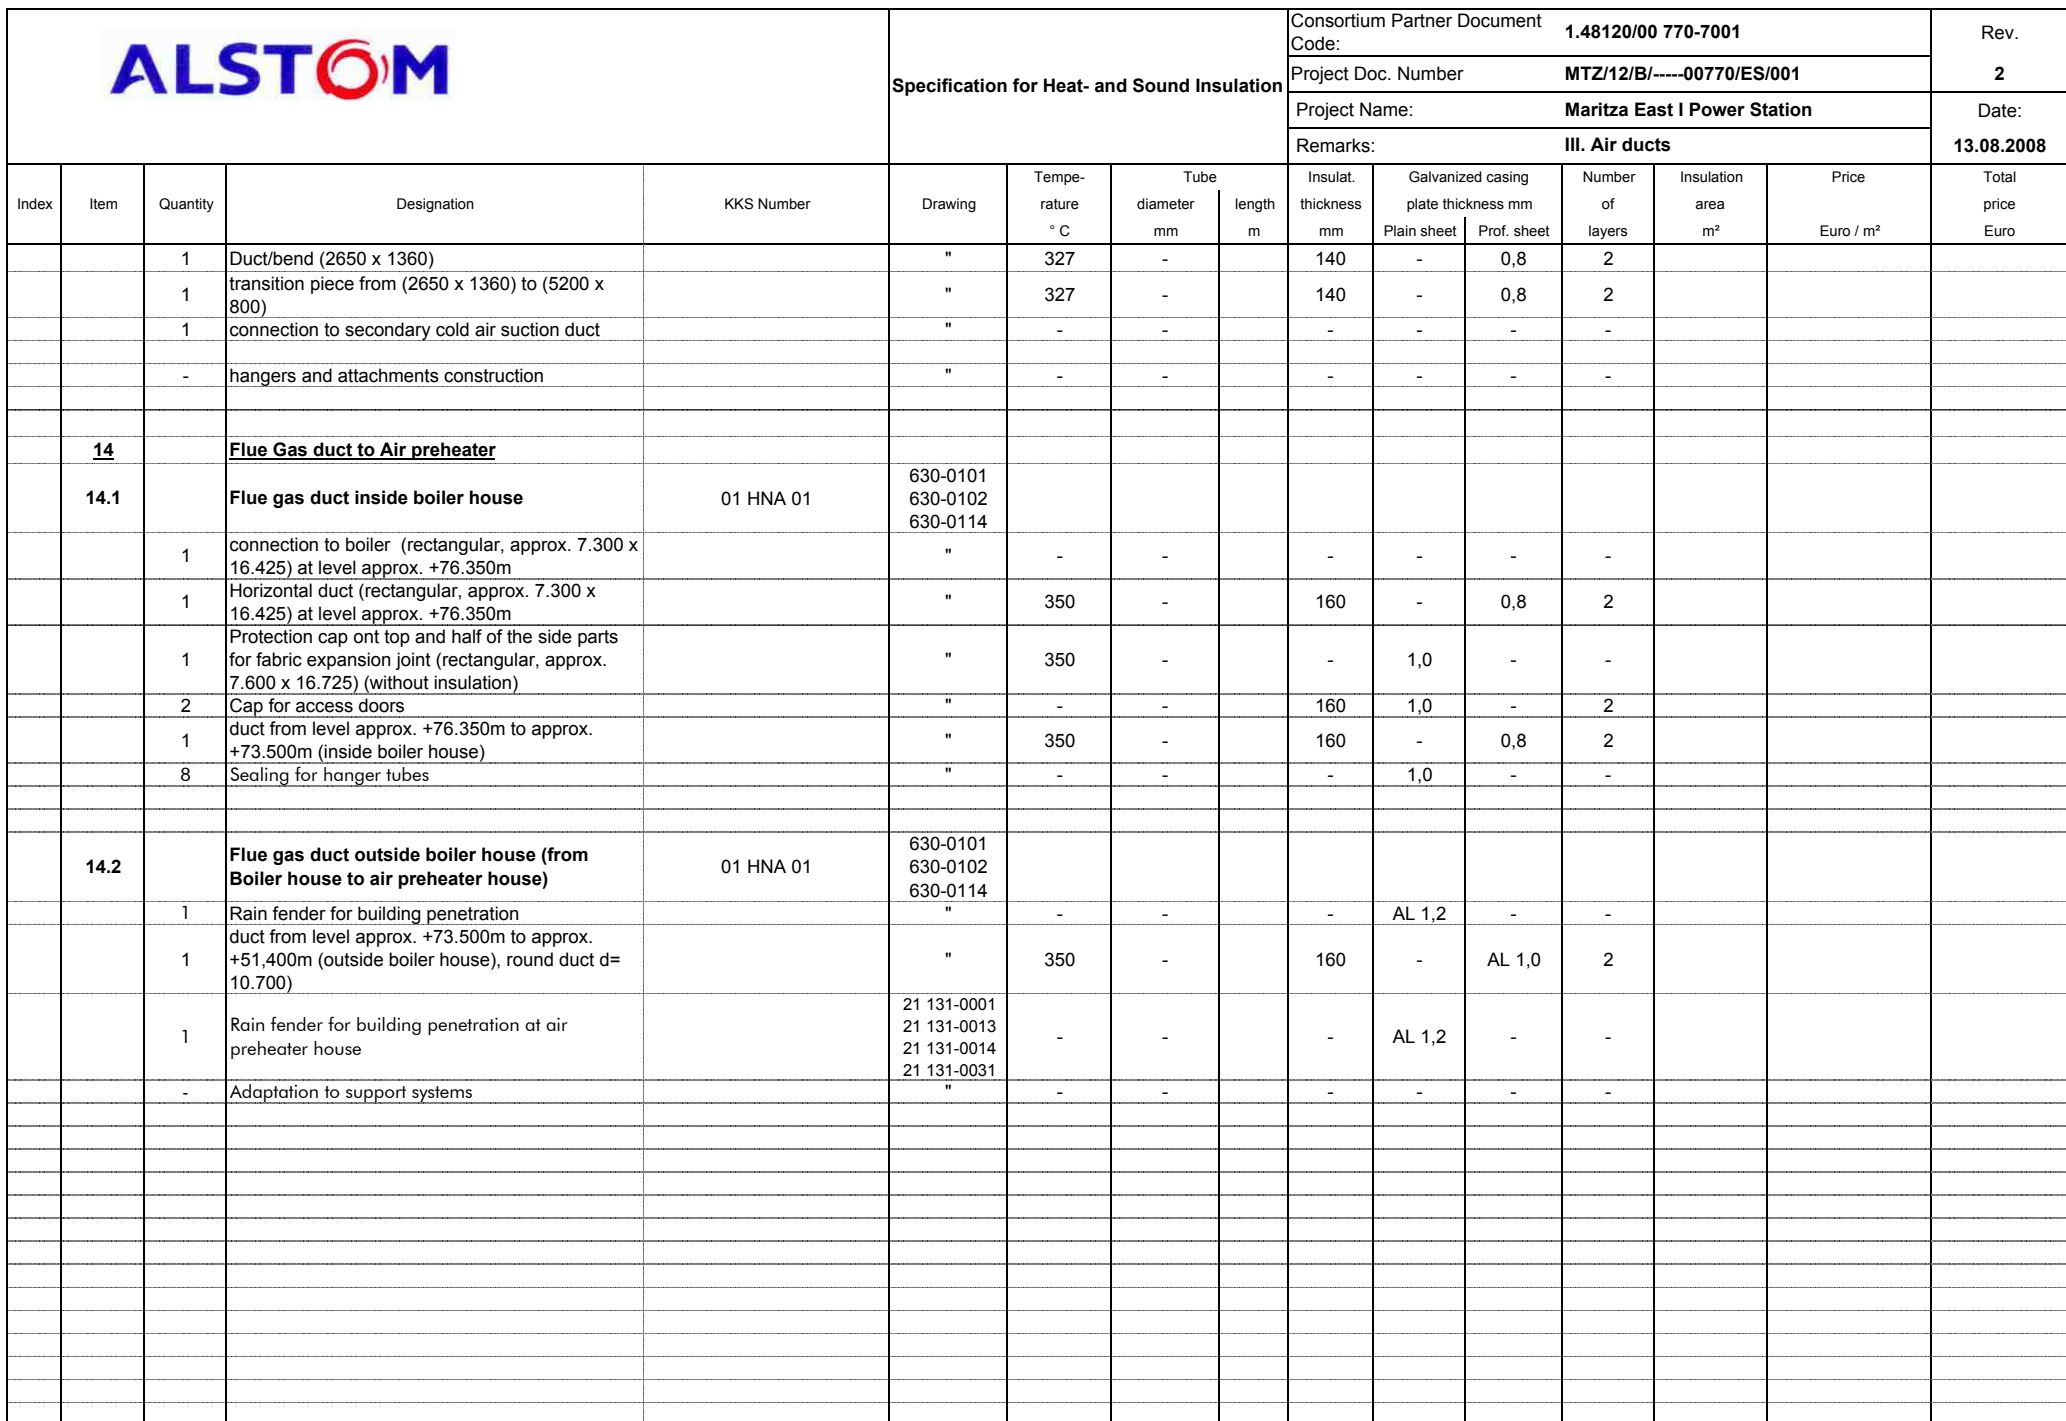 ALSTOM
Specification for Heat- and Sound Insulation
Consortium Partner Document
Code:
1.48120/00 770-7001
Rev.
Project Doc. Number
MTZ/12/B/-----00770/ES/001
2
Project Name:
Maritza East I Power Station
Date:
Remarks:
III. Air ducts
13.08.2008
Tempe- Tube Insulat. Galvanized casing Number Insulation Price Total
Index Item Quantity Designation KKS Number Drawing rature diameter length thickness plate thickness mm of area price
° C mm m mm Plain sheet Prof. sheet layers m² Euro / m² Euro
1 Duct/bend (2650 x 1360) " 327 - 140 - 0,8 2
transition piece from (2650 x 1360) to (5200 x
1 " 327 - 140 - 0,8 2
800)
1 connection to secondary cold air suction duct " - - - - - -
- hangers and attachments construction " - - - - - -
14 Flue Gas duct to Air preheater
630-0101
14.1 Flue gas duct inside boiler house 01 HNA 01 630-0102
630-0114
connection to boiler (rectangular, approx. 7.300 x
1 " - - - - - -
16.425) at level approx. +76.350m
Horizontal duct (rectangular, approx. 7.300 x
1 " 350 - 160 - 0,8 2
16.425) at level approx. +76.350m
Protection cap ont top and half of the side parts
1 for fabric expansion joint (rectangular, approx. " 350 - - 1,0 - -
7.600 x 16.725) (without insulation)
2 Cap for access doors " - - 160 1,0 - 2
duct from level approx. +76.350m to approx.
1 " 350 - 160 - 0,8 2
+73.500m (inside boiler house)
8 Sealing for hanger tubes " - - - 1,0 - -
630-0101
Flue gas duct outside boiler house (from
14.2 01 HNA 01 630-0102
Boiler house to air preheater house)
630-0114
1 Rain fender for building penetration " - - - AL 1,2 - -
duct from level approx. +73.500m to approx.
1 +51,400m (outside boiler house), round duct d= " 350 - 160 - AL 1,0 2
10.700)
21 131-0001
Rain fender for building penetration at air 21 131-0013
1 - - - AL 1,2 - -
preheater house 21 131-0014
21 131-0031
- Adaptation to support systems " - - - - - -